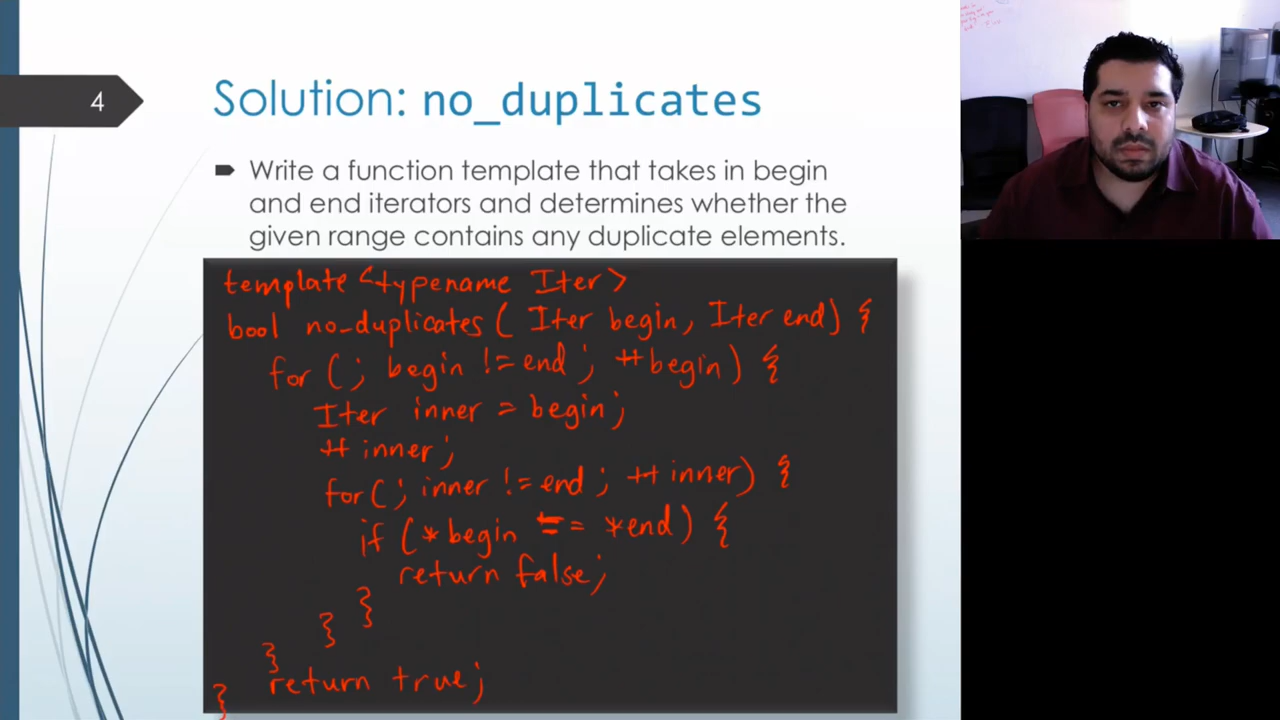 4
Solution: no_duplicates
Write a function template that takes in begin
and end iterators and determines whether the
given range contains any duplicate elements.
template <typename Iter>
bool no_duplicates( Iter begin, Iter end) {
for (; begin != end; ++begin) {
Iter inner = begin;
++ inner;
for(; inner != end; ++ inner) {
if (*begin == *end) {
return false;
}
}
}
return true;
}